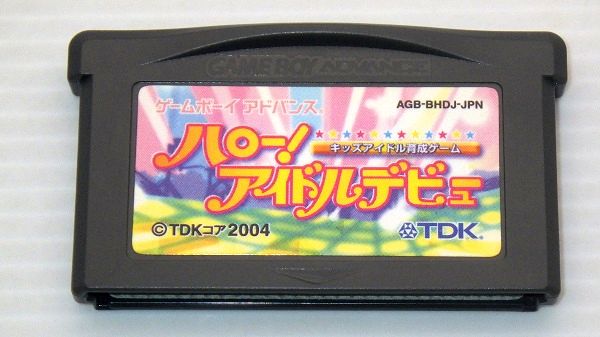 GAME BOY ADVANCE
ゲームボーイ アドバンス.
AGB-BHDJ-JPN
ハロー!
キッズアイドル育成ゲーム
アイドルデビュー
©TDKコア2004
TDK.